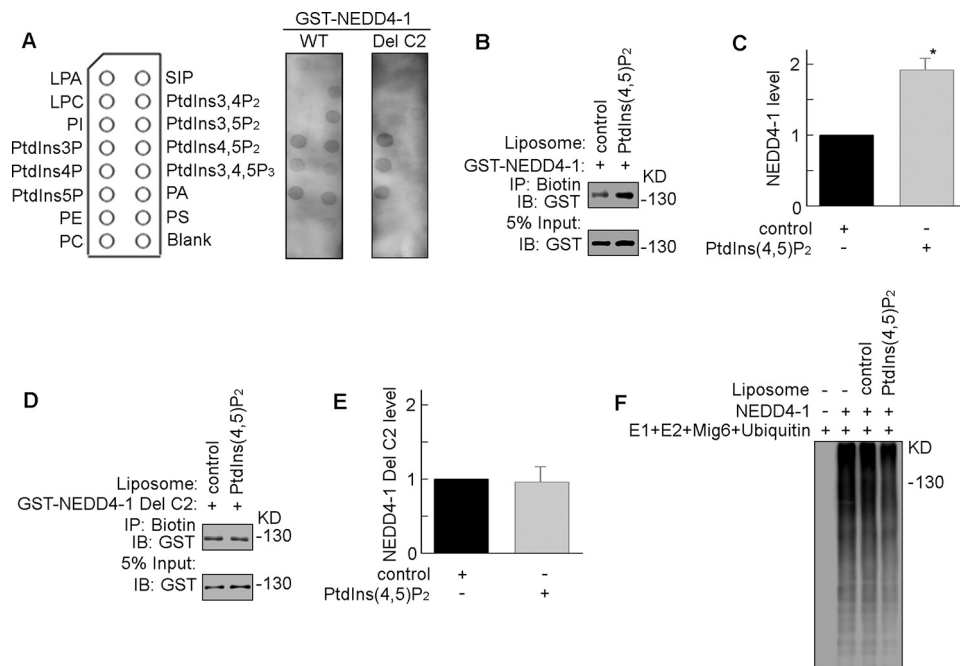 A
LPA
LPC
PI
PtdIns3P
PtdIns4P
PtdIns5P
PE
PC
SIP
PtdIns3,4P2
PtdIns3,5P2
PtdIns4,5P2
PtdIns3,4,5P3
PA
PS
Blank
GST-NEDD4-1
WT Del C2
B
control
PtdIns(4,5)P2
Liposome:
GST-NEDD4-1: + +
IP: Biotin
IB: GST
KD
-130
5% Input:
IB: GST
-130
C
NEDD4-1 level
2
1
0
*
control + -
PtdIns(4,5)P2 - +
D
control
PtdIns(4,5)P2
Liposome:
GST-NEDD4-1 Del C2: + +
IP: Biotin
IB: GST
KD
-130
5% Input:
IB: GST
-130
E
NEDD4-1 Del C2 level
2
1
0
control + -
PtdIns(4,5)P2 - +
F
control
PtdIns(4,5)P2
Liposome - -
NEDD4-1 - + + +
E1+E2+Mig6+Ubiquitin + + + +
KD
-130